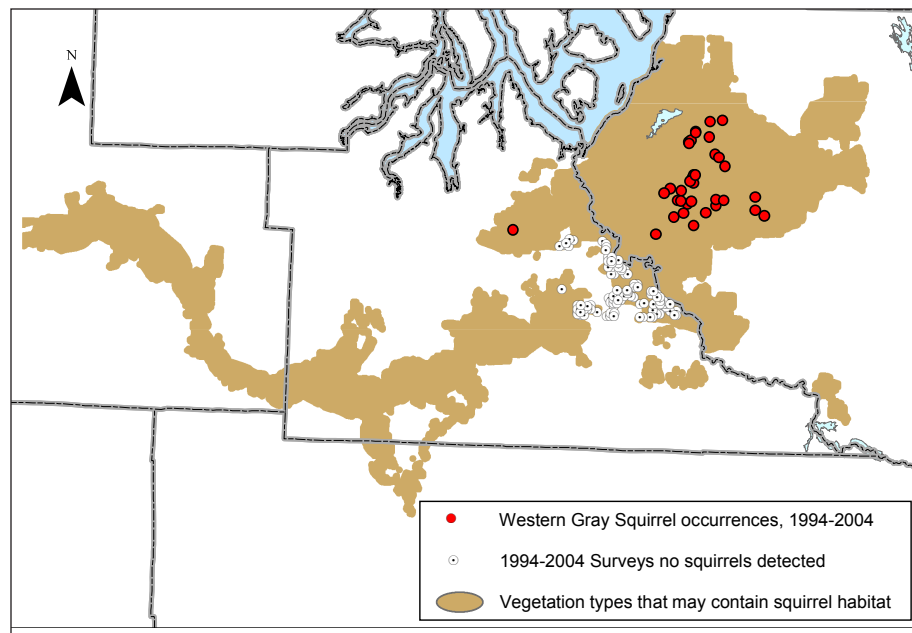 N
Western Gray Squirrel occurrences, 1994-2004
1994-2004 Surveys no squirrels detected
Vegetation types that may contain squirrel habitat